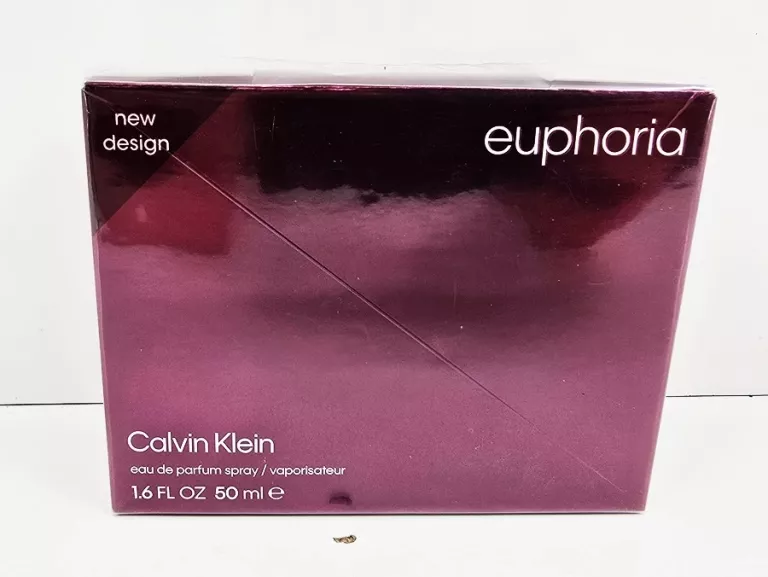 new
design
euphoria
Calvin Klein
eau de parfum spray / vaporisateur
1.6 FL OZ 50 ml ℮